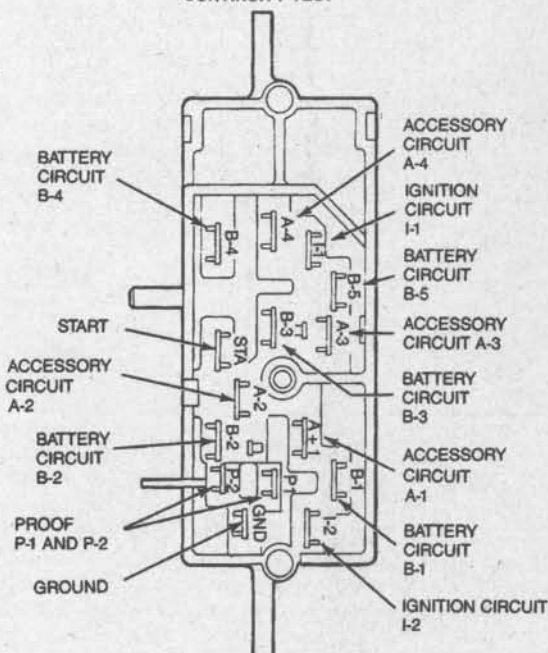 CONTINUITY TEST
BATTERY
CIRCUIT
B-4
START
ACCESSORY
CIRCUIT
A-2
BATTERY
CIRCUIT
B-2
PROOF
P-1 AND P-2
GROUND
B-4
A-4
I-1
B-5
STA
B-3
A-3
A-2
B-2
A+1
P-2
P-1
B-1
GND
I-2
ACCESSORY
CIRCUIT
A-4
IGNITION
CIRCUIT
I-1
BATTERY
CIRCUIT
B-5
ACCESSORY
CIRCUIT A-3
BATTERY
CIRCUIT
B-3
ACCESSORY
CIRCUIT
A-1
BATTERY
CIRCUIT
B-1
IGNITION CIRCUIT
I-2